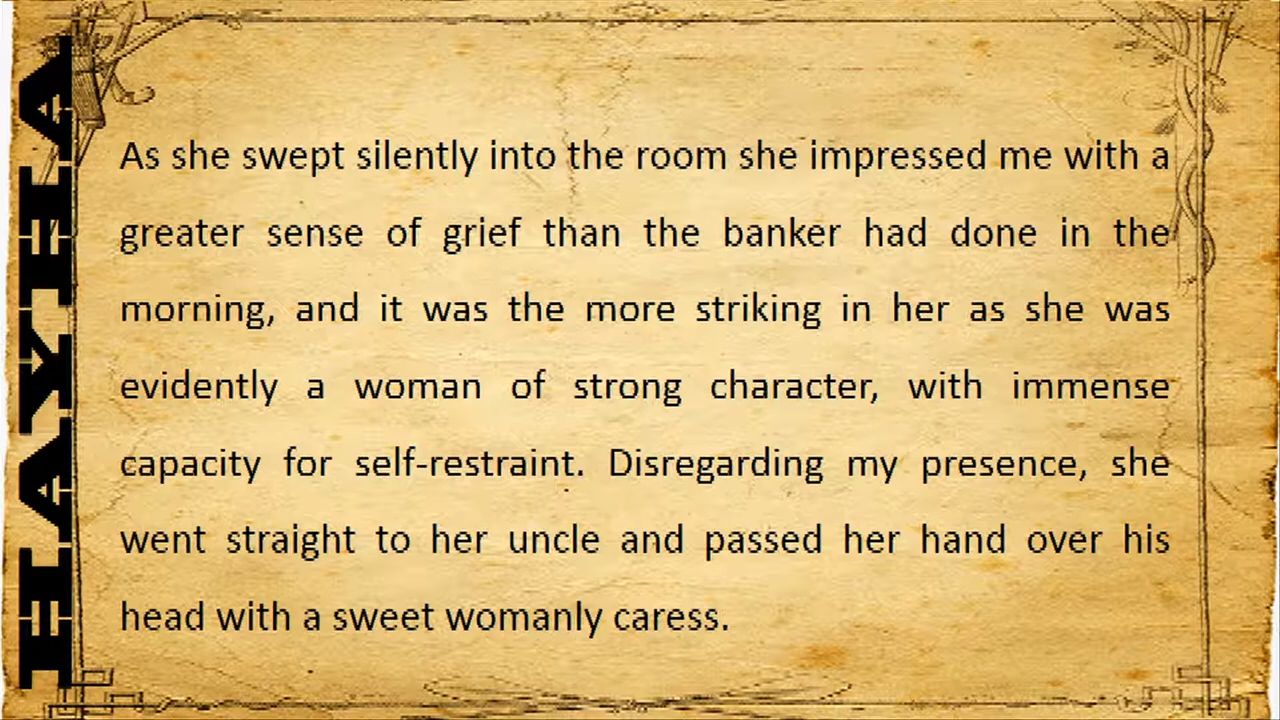 As she swept silently into the room she impressed me with a
greater sense of grief than the banker had done in the
morning, and it was the more striking in her as she was
evidently a woman of strong character, with immense
capacity for self-restraint. Disregarding my presence, she
went straight to her uncle and passed her hand over his
head with a sweet womanly caress.